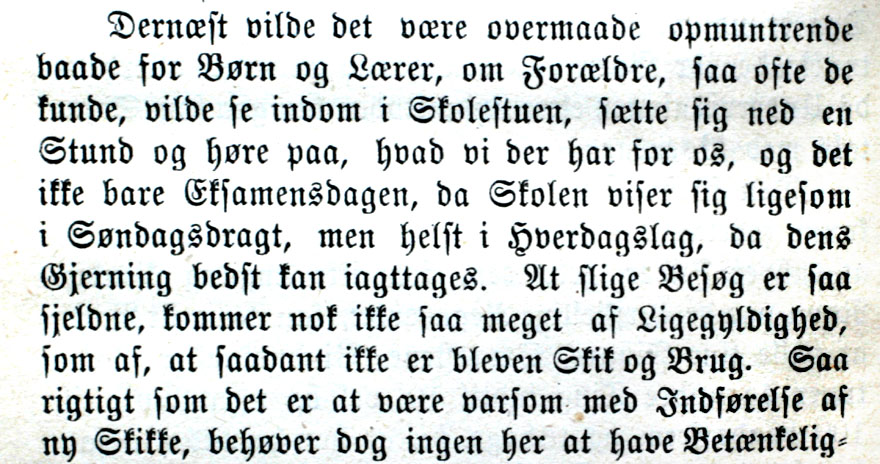 Dernæst vilde det være overmaade opmuntrende
baade for Børn og Lærer, om Forældre, saa ofte de
kunde, vilde se indom i Skolestuen, sætte sig ned en
Stund og høre paa, hvad vi der har for os, og det
ikke bare Eksamensdagen, da Skolen viser sig ligesom
i Søndagsdragt, men helst i Hverdagslag, da dens
Gjerning bedst kan iagttages. At slige Besøg er saa
sjeldne, kommer nok ikke saa meget af Ligegyldighed,
som af, at saadant ikke er bleven Skik og Brug. Saa
rigtigt som det er at være varsom med Indførelse af
ny Skikke, behøver dog ingen her at have Betænkelig-